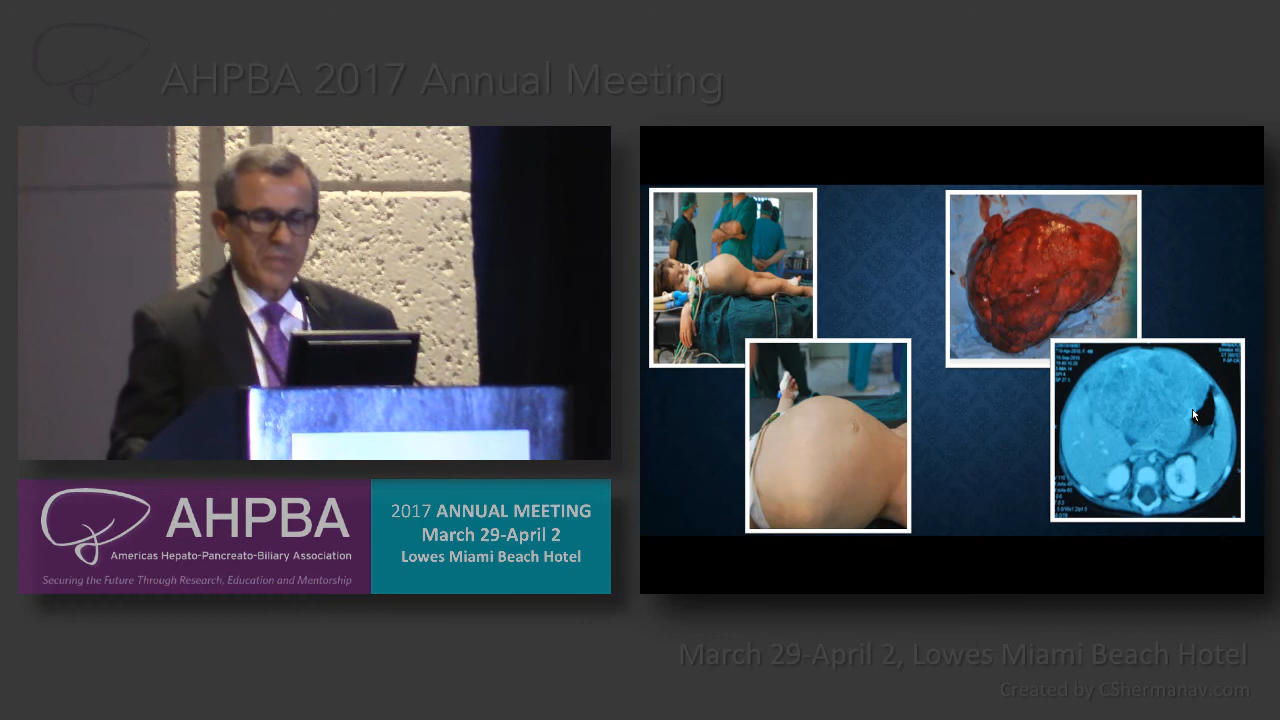 AHPBA 2017 Annual Meeting
AHPBA
Americas Hepato-Pancreato-Biliary Association
Securing the Future Through Research, Education and Mentorship
2017 ANNUAL MEETING
March 29-April 2
Lowes Miami Beach Hotel
March 29-April 2, Lowes Miami Beach Hotel
Created by CShermanav.com